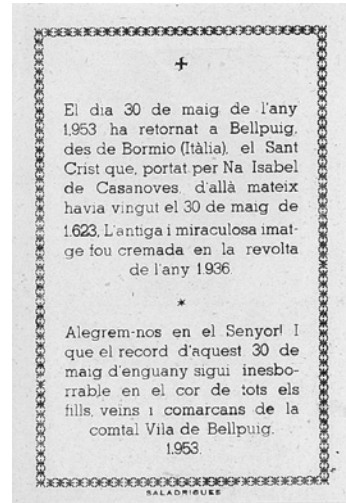 El dia 30 de maig de l'any
1.953 ha retornat a Bellpuig,
des de Bormio (Itàlia), el Sant
Crist que, portat per Na Isabel
de Casanoves, d'allà mateix
havia vingut el 30 de maig de
1.623, L'antiga i miraculosa imat-
ge fou cremada en la revolta
de l'any 1.936.
*
Alegrem-nos en el Senyor! I
que el record d'aquest 30 de
maig d'enguany sigui inesbo-
rrable en el cor de tots els
fills, veins i comarcans de la
comtal Vila de Bellpuig.
1.953.
SALADRIGUES